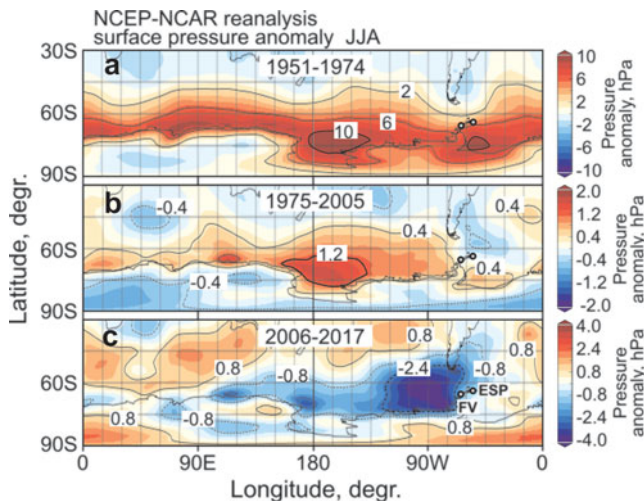 NCEP-NCAR reanalysis
surface pressure anomaly JJA
a
1951-1974
2
6
10
30S
60S
90S
10
6
2
-2
-6
-10
Pressure
anomaly, hPa
b
1975-2005
-0.4
0.4
0.4
1.2
-0.4
0.4
60S
90S
2.0
1.2
0.4
-0.4
-1.2
-2.0
Pressure
anomaly, hPa
c
2006-2017
0.8
0.8
0.8
-0.8
-2.4
-0.8
ESP
FV
0.8
-0.8
0.8
60S
90S
4.0
2.4
0.8
-0.8
-2.4
-4.0
Pressure
anomaly, hPa
Latitude, degr.
0
90E
180
90W
0
Longitude, degr.